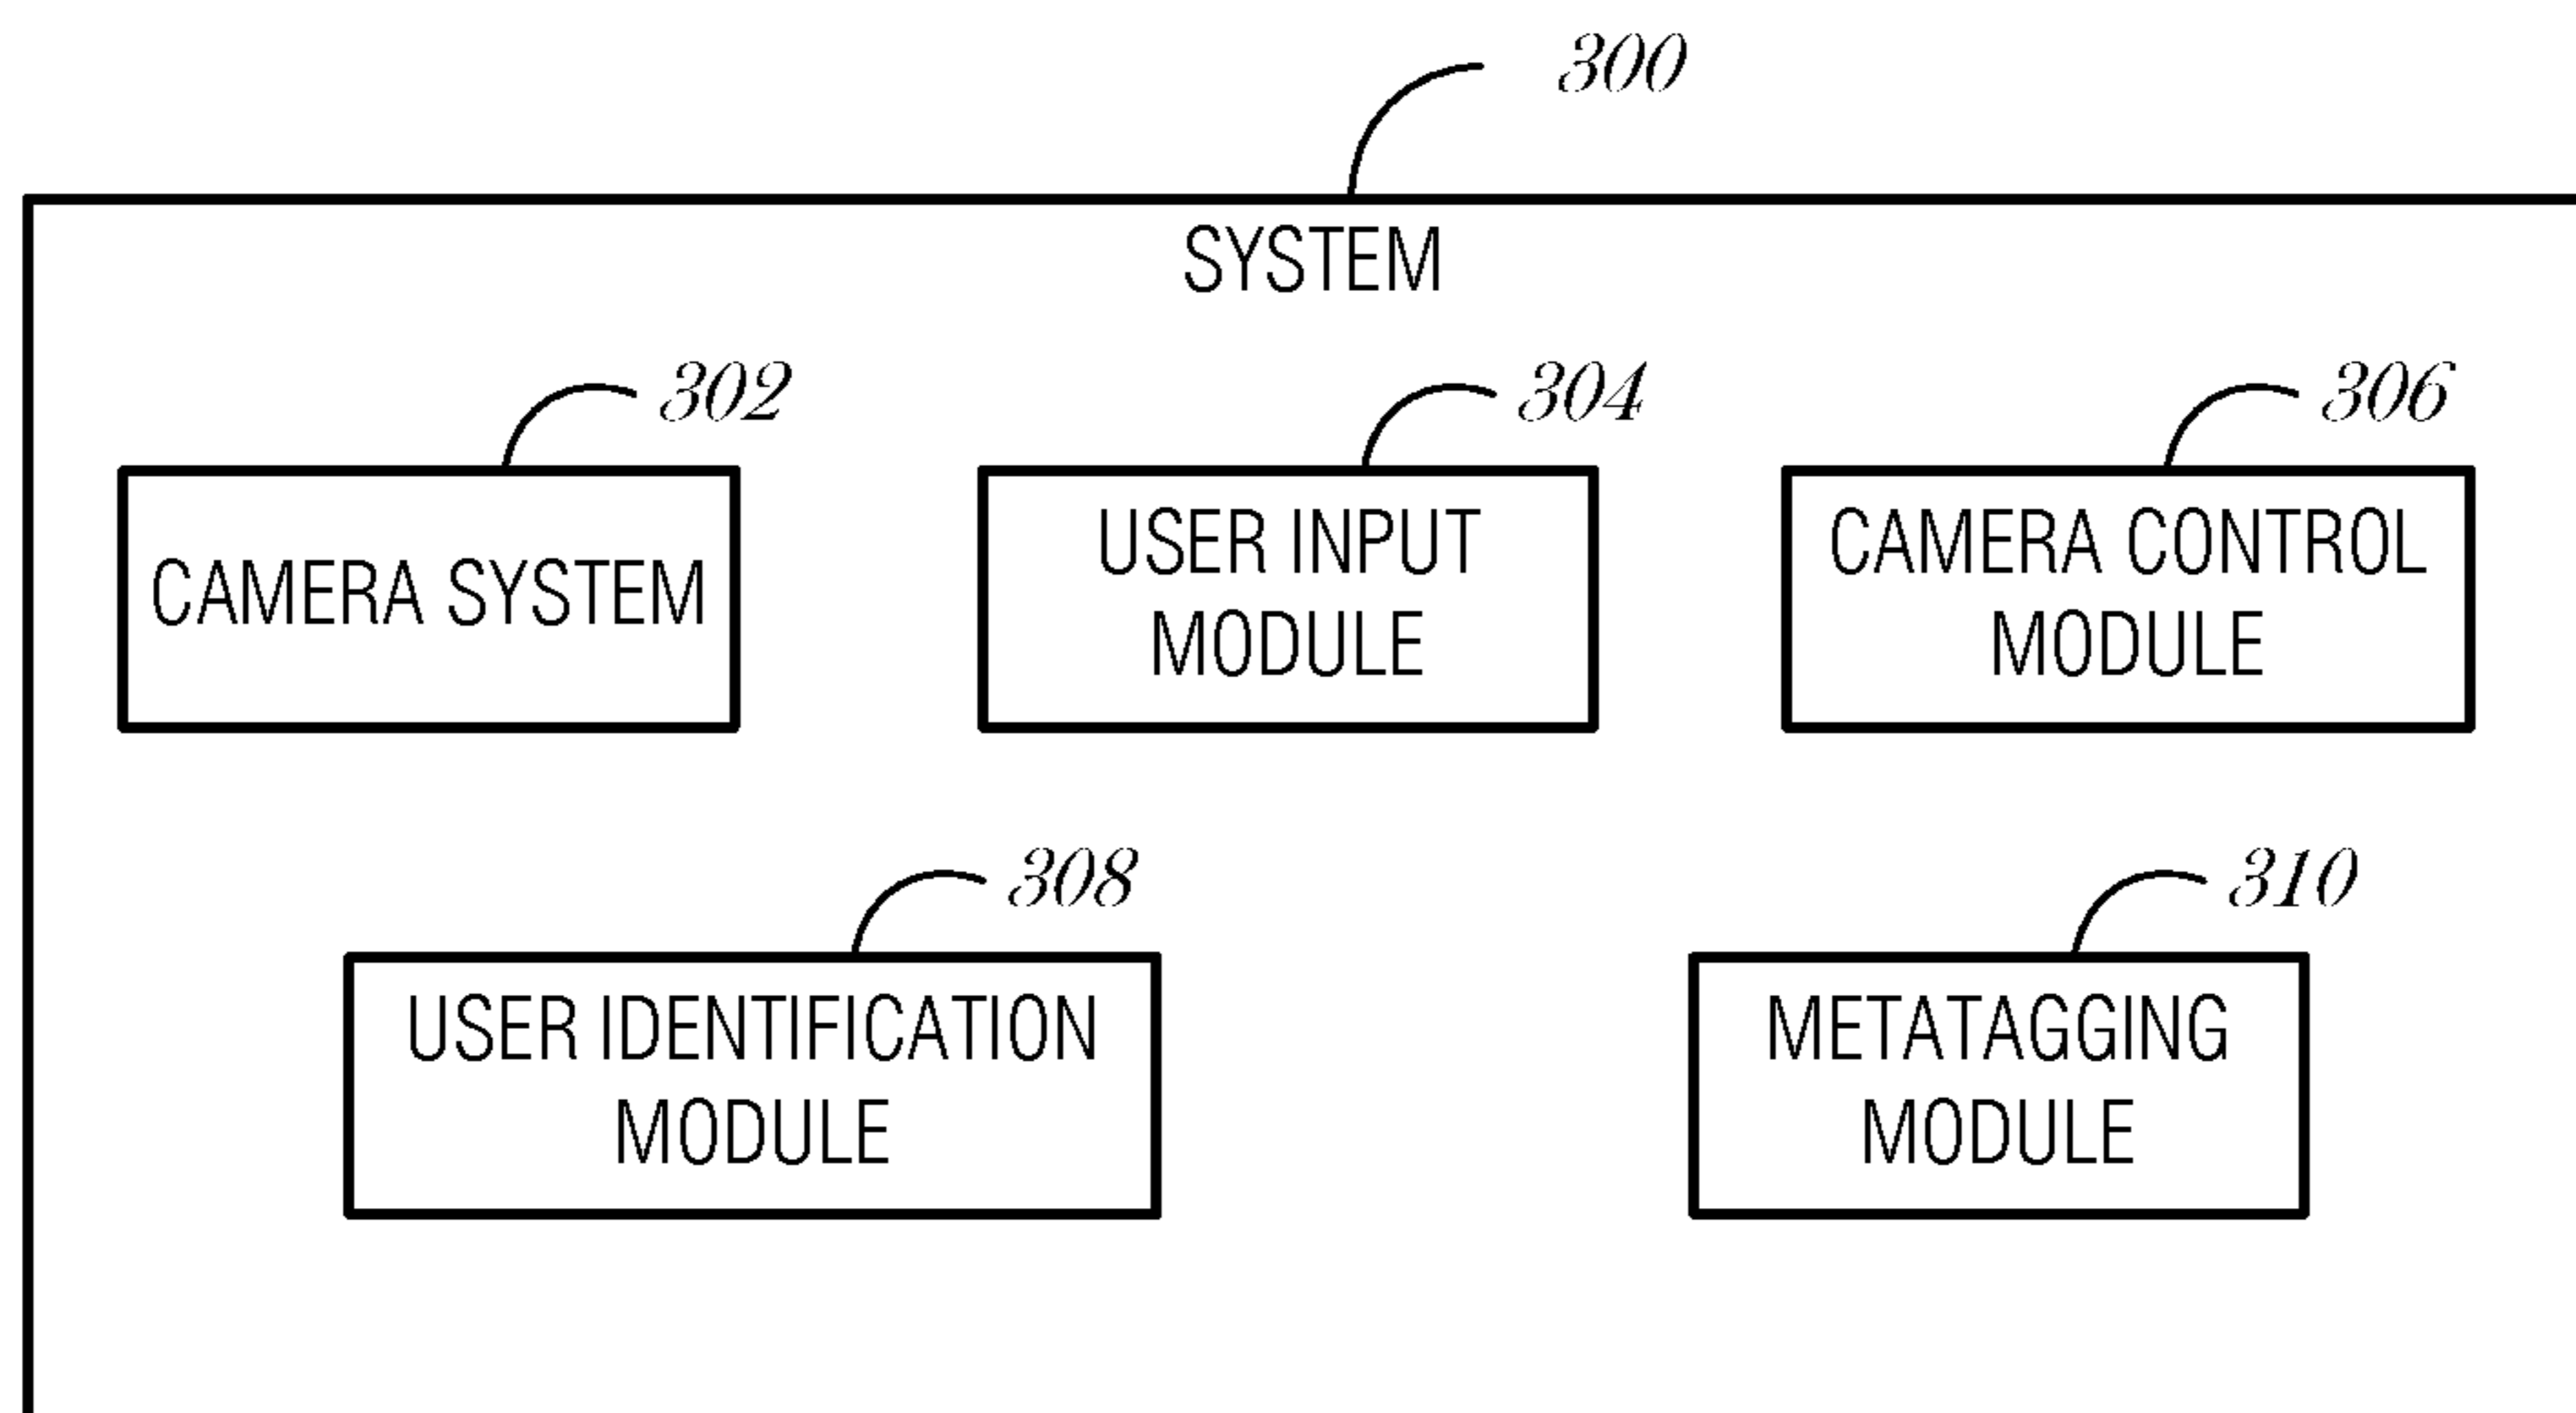 300
SYSTEM
302
304
306
CAMERA SYSTEM
USER INPUT
MODULE
CAMERA CONTROL
MODULE
308
310
USER IDENTIFICATION
MODULE
METATAGGING
MODULE